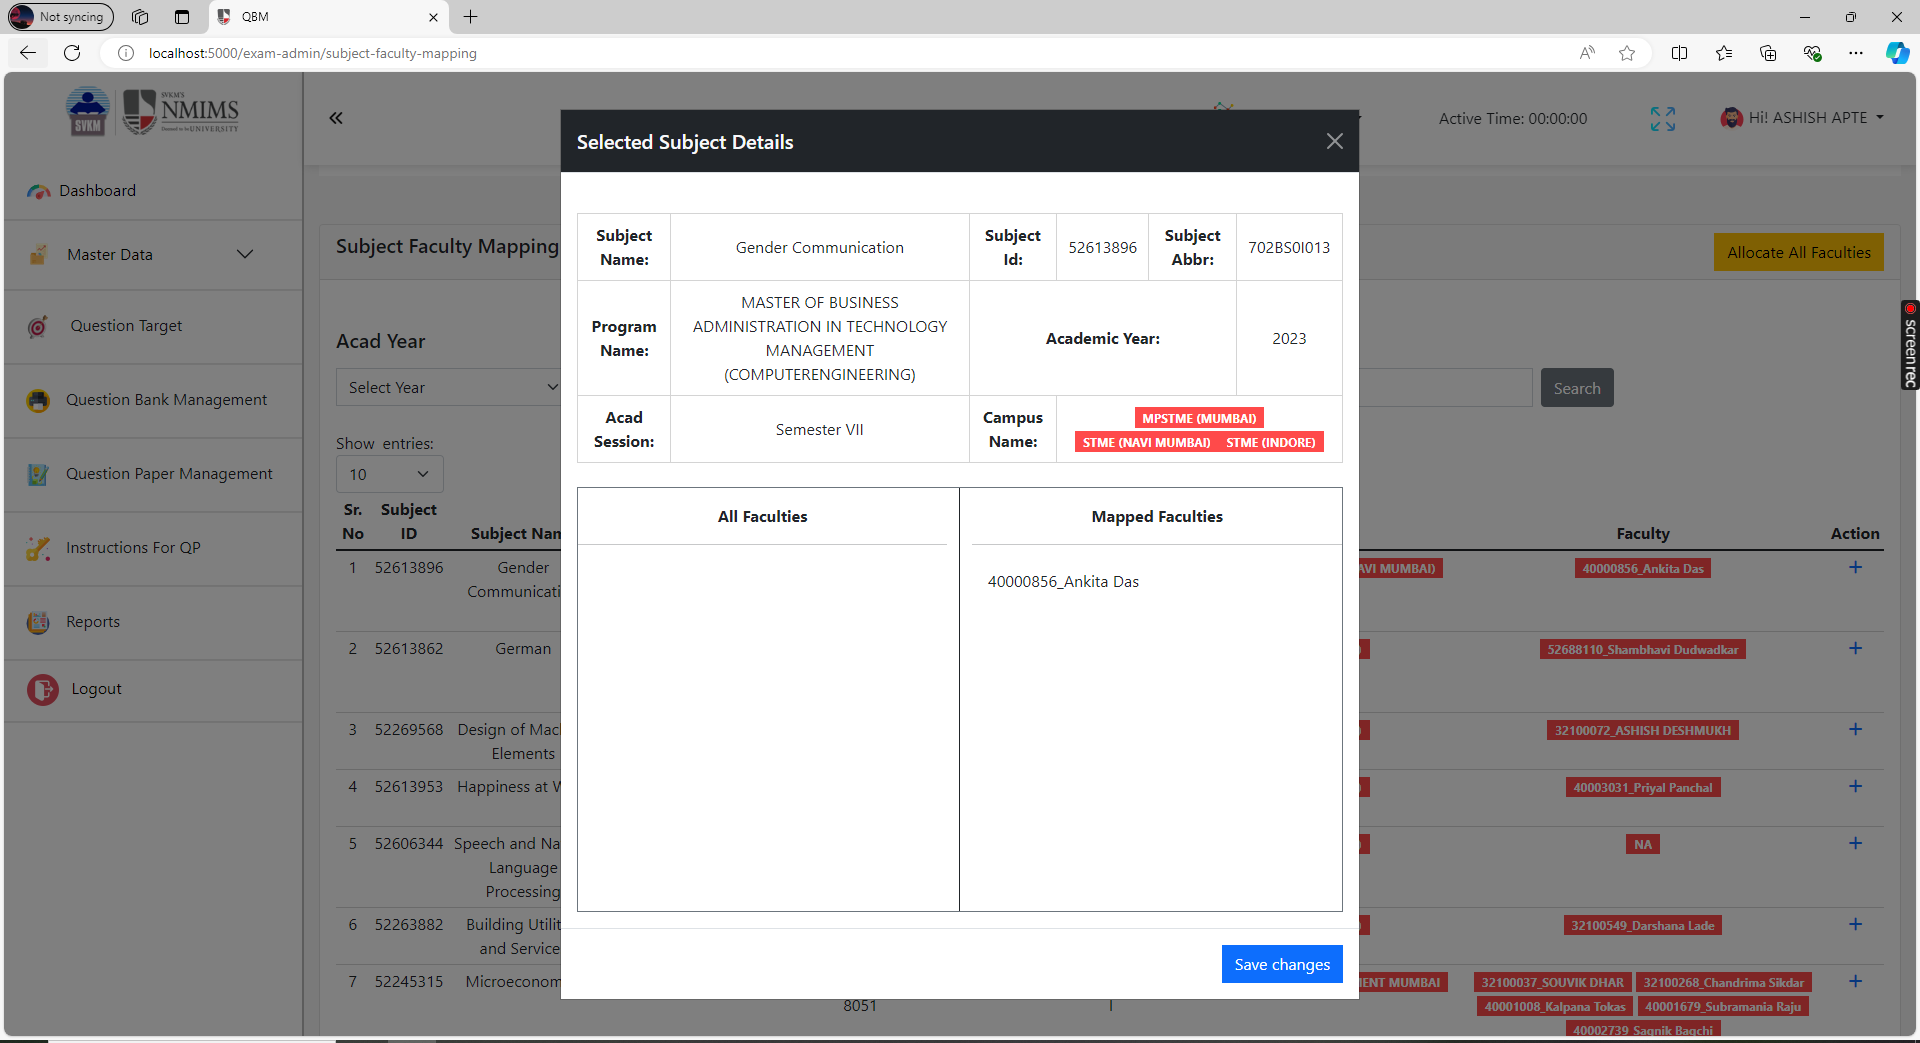 Not syncing
QBM
localhost:5000/exam-admin/subject-faculty-mapping
SVKM
SVKM'S
NMIMS
Deemed to be UNIVERSITY
Active Time: 00:00:00
Hi! ASHISH APTE
Dashboard
Master Data
Question Target
Question Bank Management
Question Paper Management
Instructions For QP
Reports
Logout
Subject Faculty Mapping
Allocate All Faculties
Acad Year
Select Year
Search
Show entries:
10
Sr. No Subject ID Subject Nam Faculty Action
1 52613896 Gender Communicati AVI MUMBAI) 40000856_Ankita Das +
2 52613862 German ) 52688110_Shambhavi Dudwadkar +
3 52269568 Design of Mac Elements ) 32100072_ASHISH DESHMUKH +
4 52613953 Happiness at W ) 40003031_Priyal Panchal +
5 52606344 Speech and Na Language Processing ) NA +
6 52263882 Building Utilit and Service ) 32100549_Darshana Lade +
7 52245315 Microeconom 8051 I MENT MUMBAI 32100037_SOUVIK DHAR 32100268_Chandrima Sikdar +
40001008_Kalpana Tokas 40001679_Subramania Raju
40002739_Sagnik Bagchi
Selected Subject Details
Subject Name: Gender Communication Subject Id: 52613896 Subject Abbr: 702BS0I013
Program Name: MASTER OF BUSINESS
ADMINISTRATION IN TECHNOLOGY
MANAGEMENT
(COMPUTERENGINEERING)
Academic Year: 2023
Acad Session: Semester VII Campus Name: MPSTME (MUMBAI)
STME (NAVI MUMBAI) STME (INDORE)
All Faculties
Mapped Faculties
40000856_Ankita Das
Save changes
screenrec